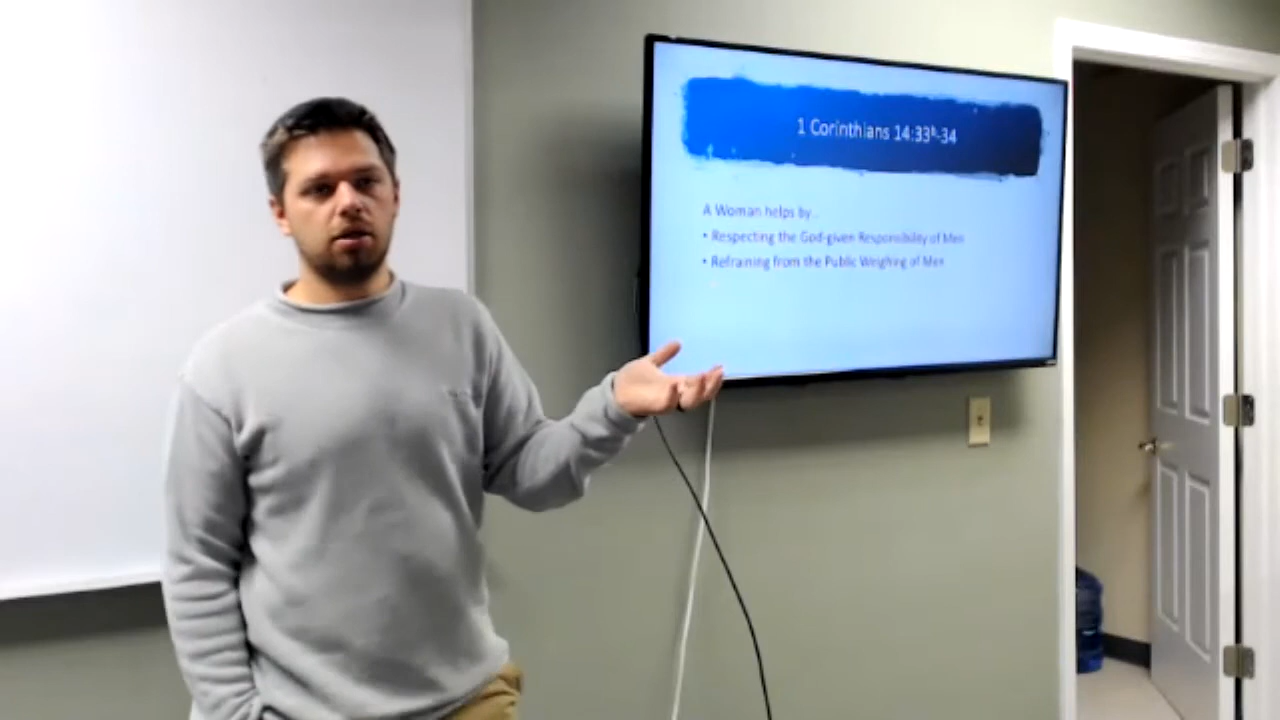 1 Corinthians 14:33ᵇ-34
A Woman helps by…
• Respecting the God-given Responsibility of Men
• Refraining from the Public Weighing of Men